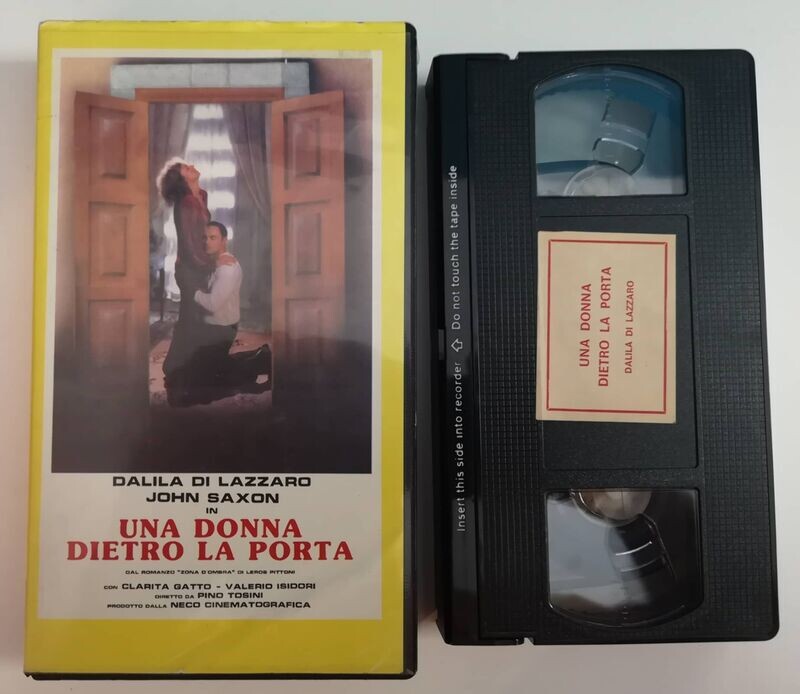 DALILA DI LAZZARO
JOHN SAXON
IN
UNA DONNA
DIETRO LA PORTA
DAL ROMANZO "ZONA D'OMBRA" DI LEROS PITTONI
CON CLARITA GATTO - VALERIO ISIDORI
DIRETTO DA PINO TOSINI
PRODOTTO DALLA NECO CINEMATOGRAFICA
Insert this side into recorder ⇧ Do not touch the tape inside
UNA DONNA
DIETRO LA PORTA
DALILA DI LAZZARO